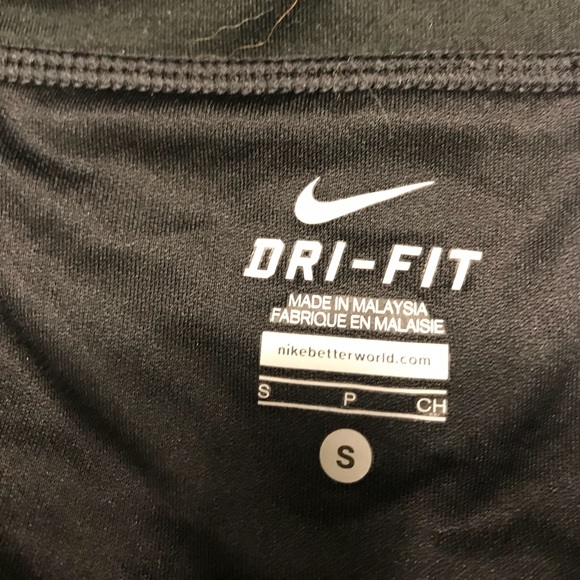 DRI-FIT
MADE IN MALAYSIA
FABRIQUE EN MALAISIE
nikebetterworld.com
S P CH
S